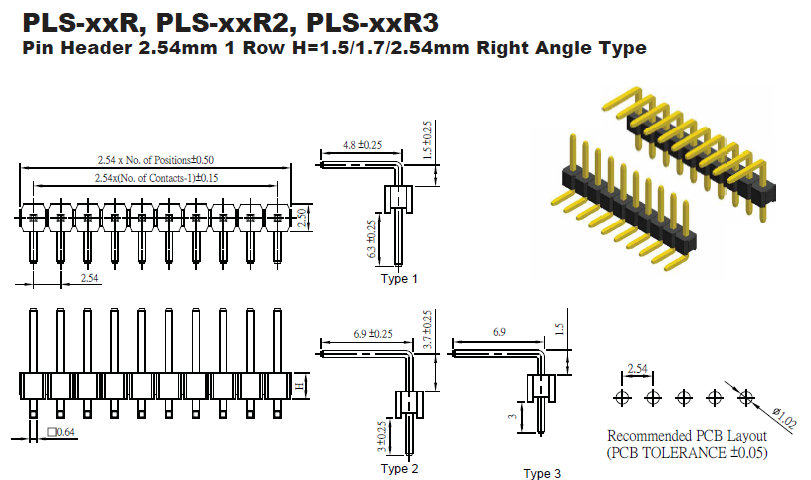 PLS-xxR, PLS-xxR2, PLS-xxR3
Pin Header 2.54mm 1 Row H=1.5/1.7/2.54mm Right Angle Type
2.54 x No. of Positions±0.50
2.54x(No. of Contacts-1)±0.15
2.50
2.54
4.8 ±0.25
1.5±0.25
6.3 ±0.25
Type 1
H
□0.64
6.9 ±0.25
3.7±0.25
3±0.25
Type 2
6.9
1.5
3
Type 3
2.54
ø1.02
Recommended PCB Layout
(PCB TOLERANCE ±0.05)